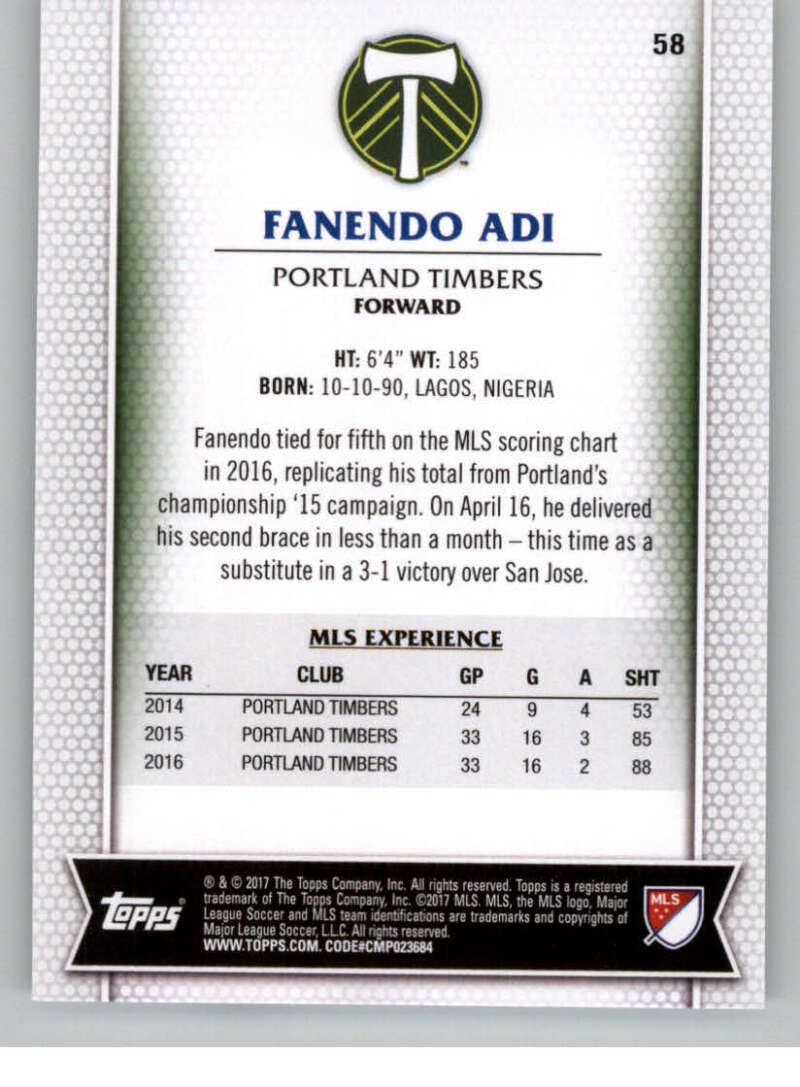 58
™
FANENDO ADI
PORTLAND TIMBERS
FORWARD
HT: 6'4" WT: 185
BORN: 10-10-90, LAGOS, NIGERIA
Fanendo tied for fifth on the MLS scoring chart
in 2016, replicating his total from Portland's
championship '15 campaign. On April 16, he delivered
his second brace in less than a month – this time as a
substitute in a 3-1 victory over San Jose.
MLS EXPERIENCE
YEAR CLUB GP G A SHT
2014 PORTLAND TIMBERS 24 9 4 53
2015 PORTLAND TIMBERS 33 16 3 85
2016 PORTLAND TIMBERS 33 16 2 88
Topps®
® & © 2017 The Topps Company, Inc. All rights reserved. Topps is a registered
trademark of The Topps Company, Inc. ©2017 MLS. MLS, the MLS logo, Major
League Soccer and MLS team identifications are trademarks and copyrights of
Major League Soccer, L.L.C. All rights reserved.
WWW.TOPPS.COM. CODE#CMP023684
MLS